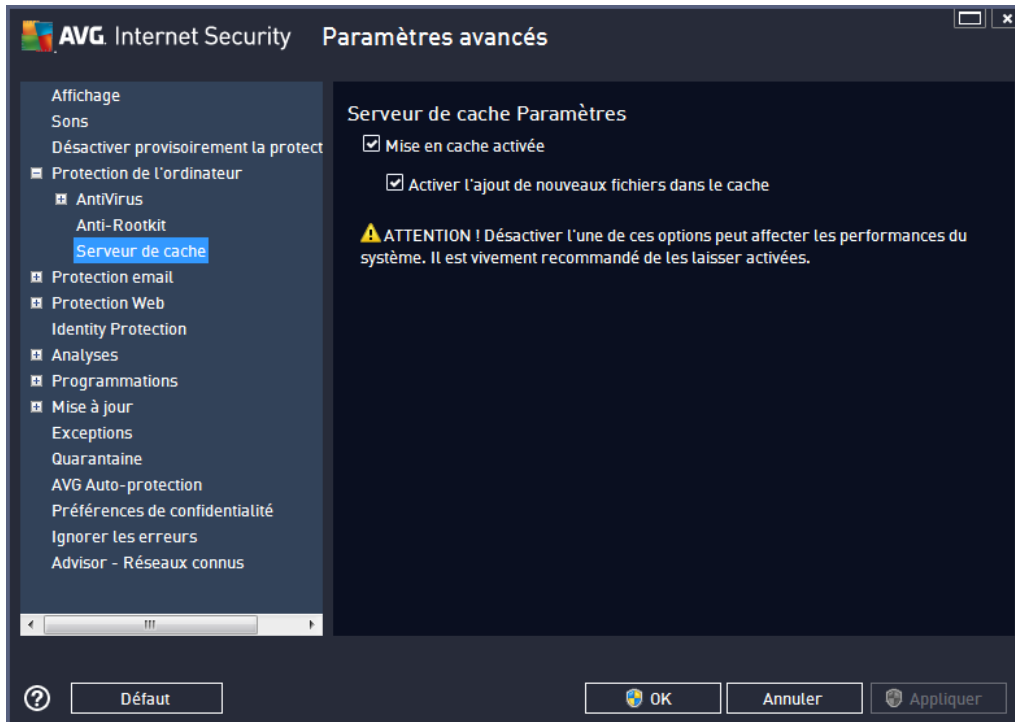 AVG. Internet Security Paramètres avancés
Affichage
Sons
Désactiver provisoirement la protect
Protection de l'ordinateur
AntiVirus
Anti-Rootkit
Serveur de cache
Protection email
Protection Web
Identity Protection
Analyses
Programmations
Mise à jour
Exceptions
Quarantaine
AVG Auto-protection
Préférences de confidentialité
Ignorer les erreurs
Advisor - Réseaux connus
Serveur de cache Paramètres
Mise en cache activée
Activer l'ajout de nouveaux fichiers dans le cache
ATTENTION ! Désactiver l'une de ces options peut affecter les performances du
système. Il est vivement recommandé de les laisser activées.
Défaut
OK
Annuler
Appliquer